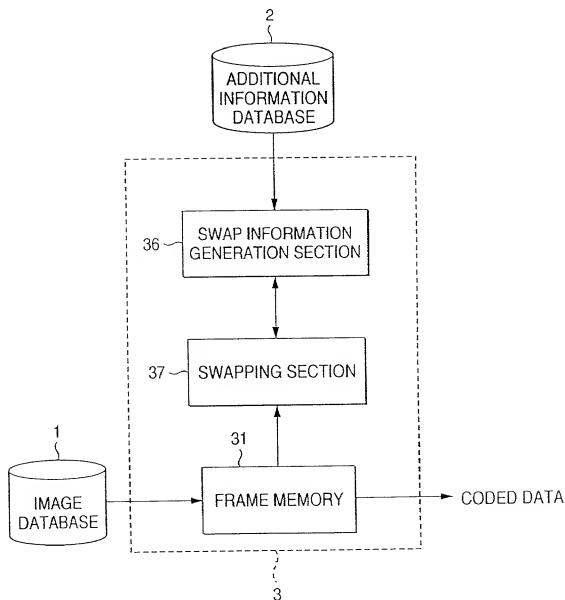 2
ADDITIONAL
INFORMATION
DATABASE
36
SWAP INFORMATION
GENERATION SECTION
37
SWAPPING SECTION
1
31
IMAGE
DATABASE
FRAME MEMORY
CODED DATA
3